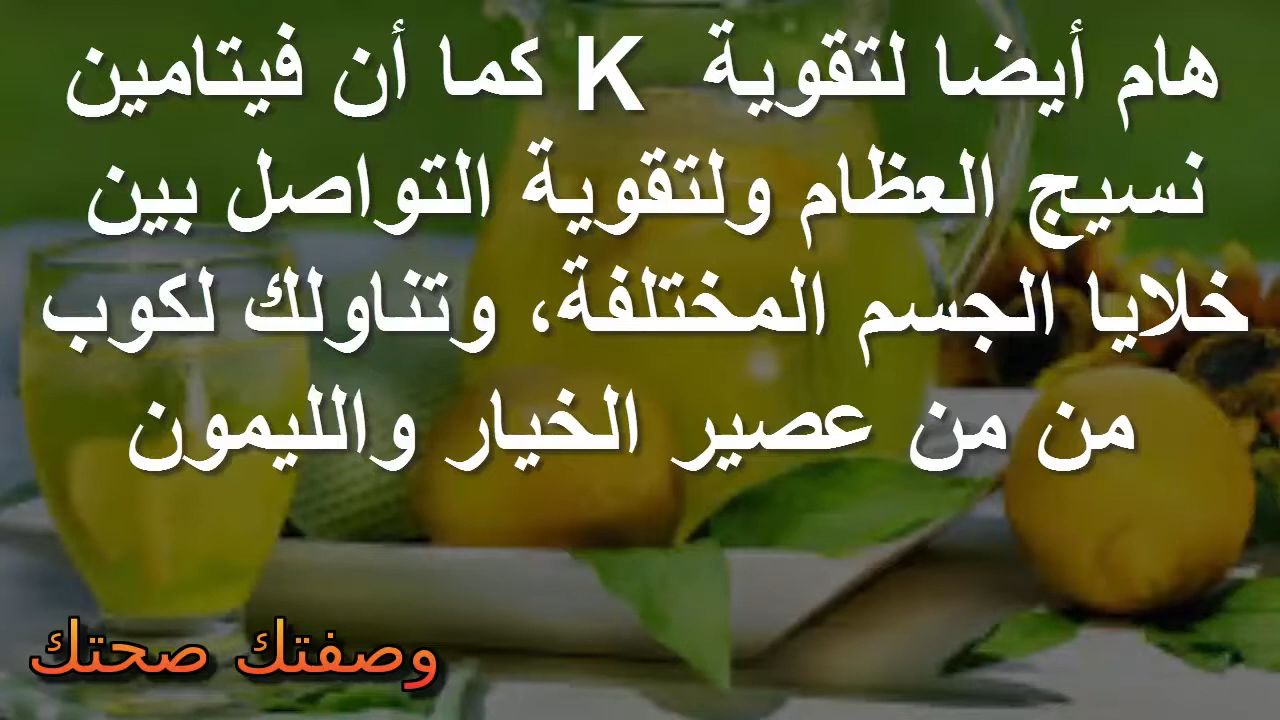 هام أيضا لتقوية K كما أن فيتامين
نسيج العظام ولتقوية التواصل بين
خلايا الجسم المختلفة، وتناولك لكوب
من من عصير الخيار والليمون
وصفتك صحتك